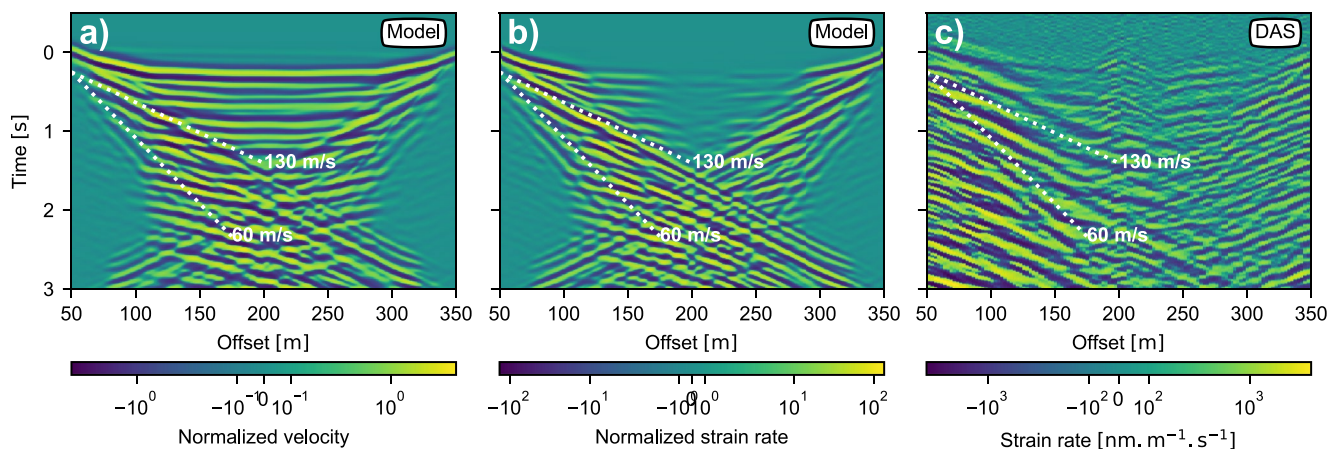 a) Model
b) Model
c) DAS
0
1
2
3
Time [s]
130 m/s
60 m/s
130 m/s
60 m/s
130 m/s
60 m/s
50 100 150 200 250 300 350
50 100 150 200 250 300 350
50 100 150 200 250 300 350
Offset [m]
Offset [m]
Offset [m]
−10⁰ −10⁻¹ 0 10⁻¹ 10⁰
−10² −10¹ −10⁰ 0 10⁰ 10¹ 10²
−10³ −10² 0 10² 10³
Normalized velocity
Normalized strain rate
Strain rate [nm.m⁻¹.s⁻¹]